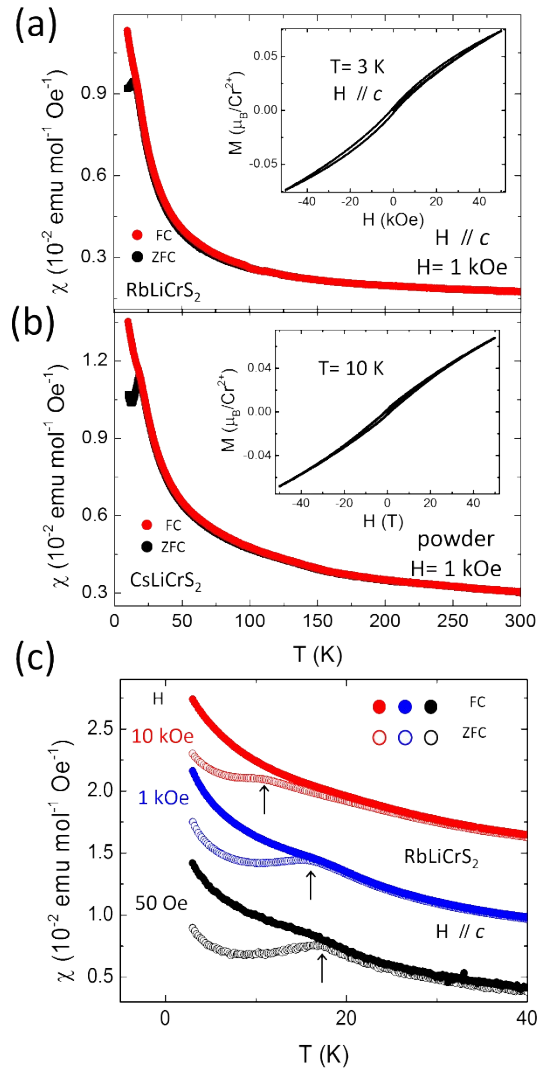 (a)
χ (10⁻² emu mol⁻¹ Oe⁻¹)
0.9
0.6
0.3
FC
ZFC
RbLiCrS₂
H // c
H= 1 kOe
T= 3 K
H // c
M (μB/Cr²⁺)
0.05
0.00
-0.05
-40 -20 0 20 40
H (kOe)
(b)
χ (10⁻² emu mol⁻¹ Oe⁻¹)
1.2
0.9
0.6
0.3
FC
ZFC
CsLiCrS₂
powder
H= 1 kOe
T= 10 K
M (μB/Cr²⁺)
0.04
0.00
-0.04
-40 -20 0 20 40
H (T)
0 50 100 150 200 250 300
T (K)
(c)
χ (10⁻² emu mol⁻¹ Oe⁻¹)
2.5
2.0
1.5
1.0
0.5
H
10 kOe
1 kOe
50 Oe
FC
ZFC
RbLiCrS₂
H // c
0 20 40
T (K)